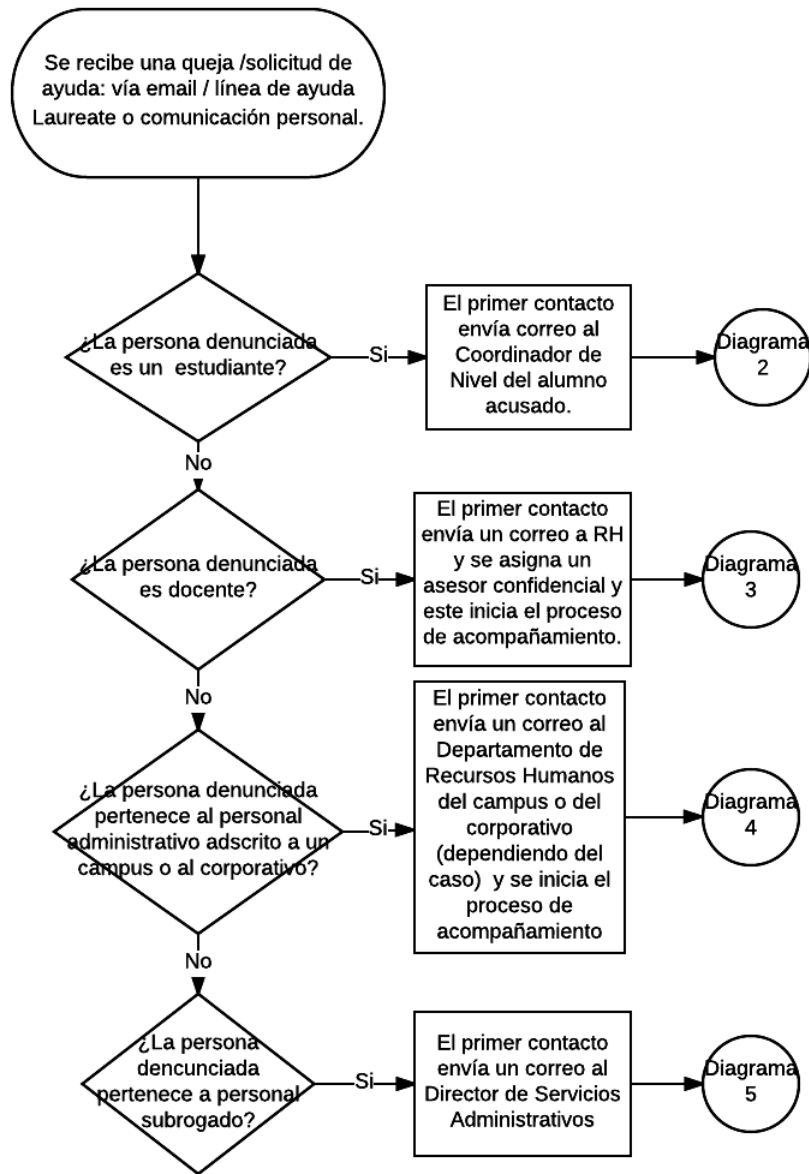 Se recibe una queja /solicitud de
ayuda: vía email / línea de ayuda
Laureate o comunicación personal.
¿La persona denunciada
es un  estudiante?
Si
El primer contacto
envía correo al
Coordinador de
Nivel del alumno
acusado.
Diagrama
2
No
¿La persona denunciada
es docente?
Si
El primer contacto
envía un correo a RH
y se asigna un
asesor confidencial y
este inicia el proceso
de acompañamiento.
Diagrama
3
No
¿La persona denunciada
pertenece al personal
administrativo adscrito a un
campus o al corporativo?
Si
El primer contacto
envía un correo al
Departamento de
Recursos Humanos
del campus o del
corporativo
(dependiendo del
caso)  y se inicia el
proceso de
acompañamiento
Diagrama
4
No
¿La persona
dencunciada
pertenece a personal
subrogado?
Si
El primer contacto
envía un correo al
Director de Servicios
Administrativos
Diagrama
5